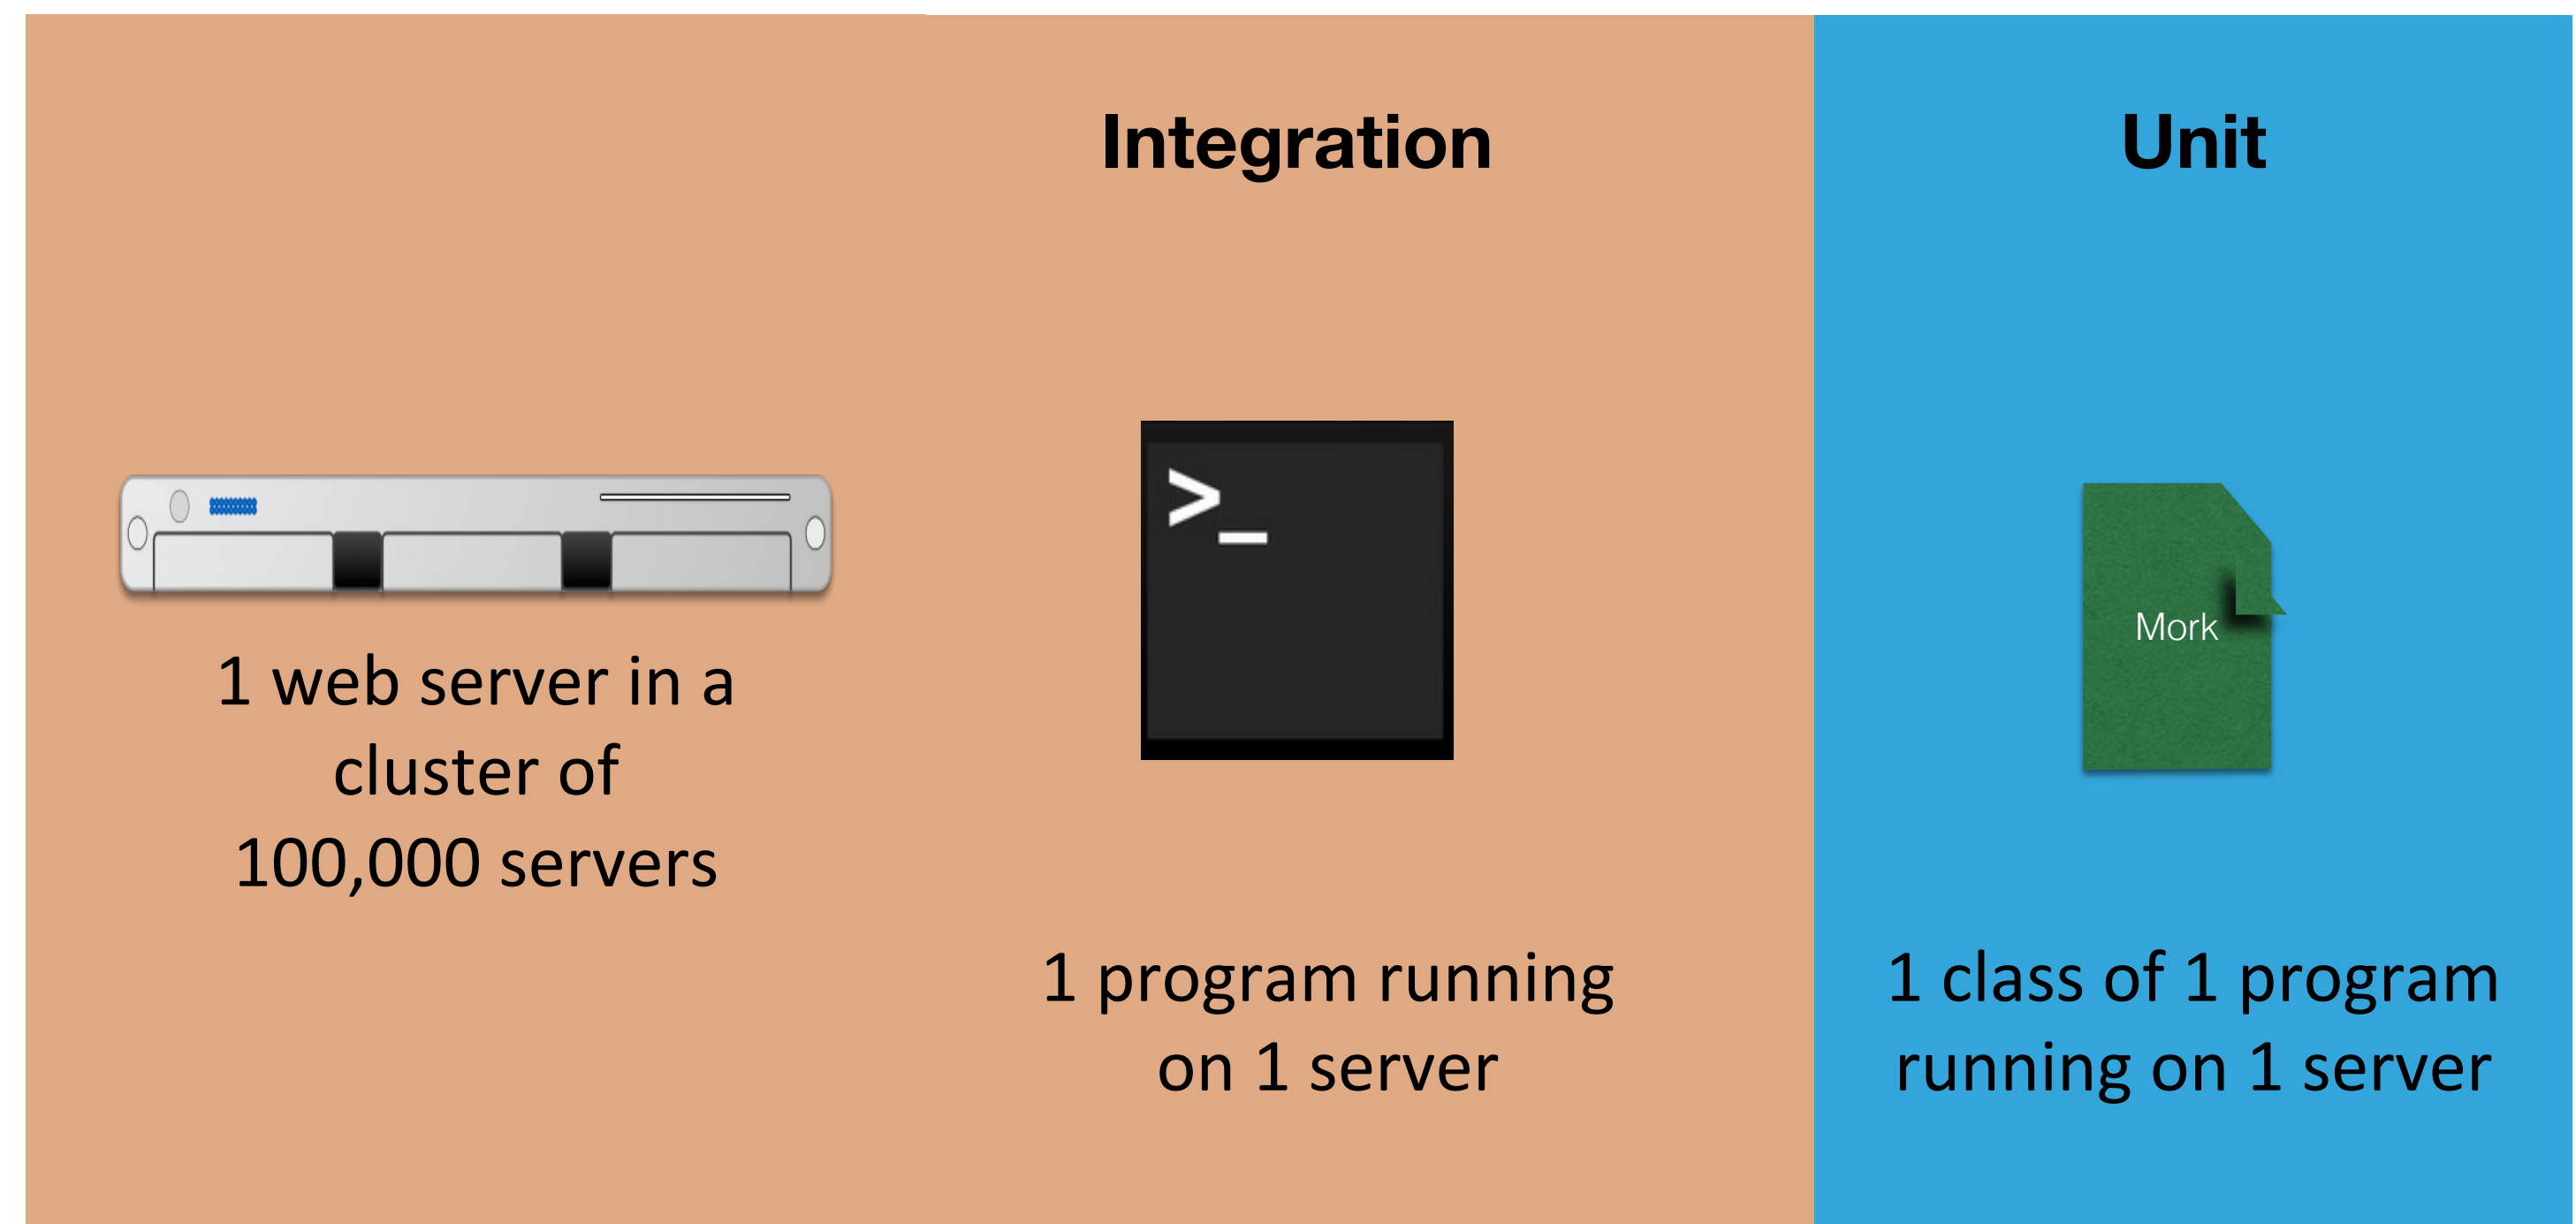 Integration
Unit
1 web server in a
cluster of
100,000 servers
>_
1 program running
on 1 server
Mork
1 class of 1 program
running on 1 server